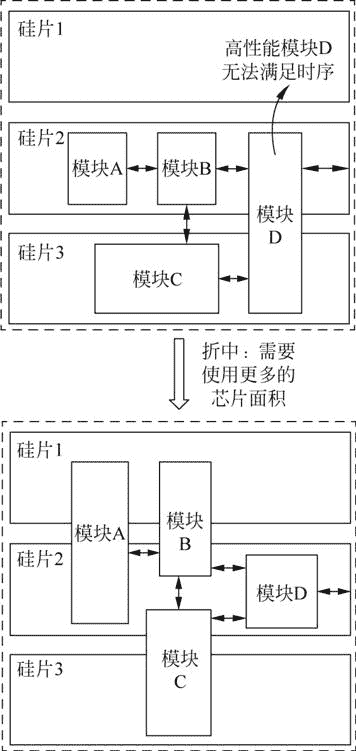 硅片1
高性能模块D
无法满足时序
硅片2
模块A
模块B
模块
D
硅片3
模块C
折中：需要
使用更多的
芯片面积
硅片1
模块A
模块
B
硅片2
模块D
硅片3
模块
C